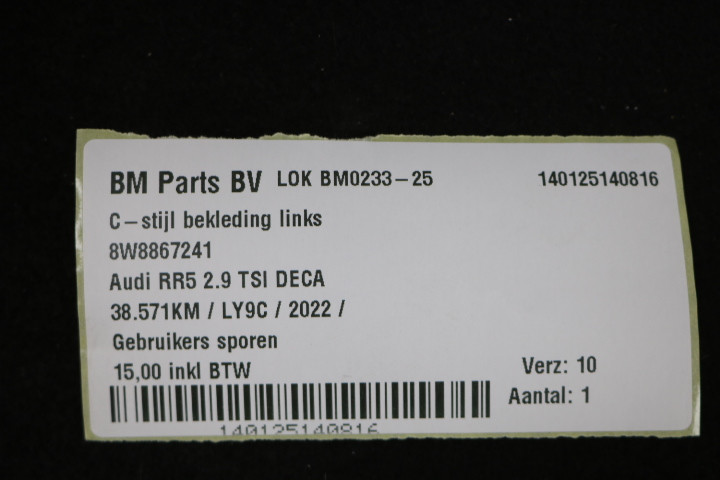 BM Parts BV LOK BM0233-25 140125140816
C-stijl bekleding links
8W8867241
Audi RR5 2.9 TSI DECA
38.571KM / LY9C / 2022 /
Gebruikers sporen
15,00 inkl BTW Verz: 10
Aantal: 1
140125140816